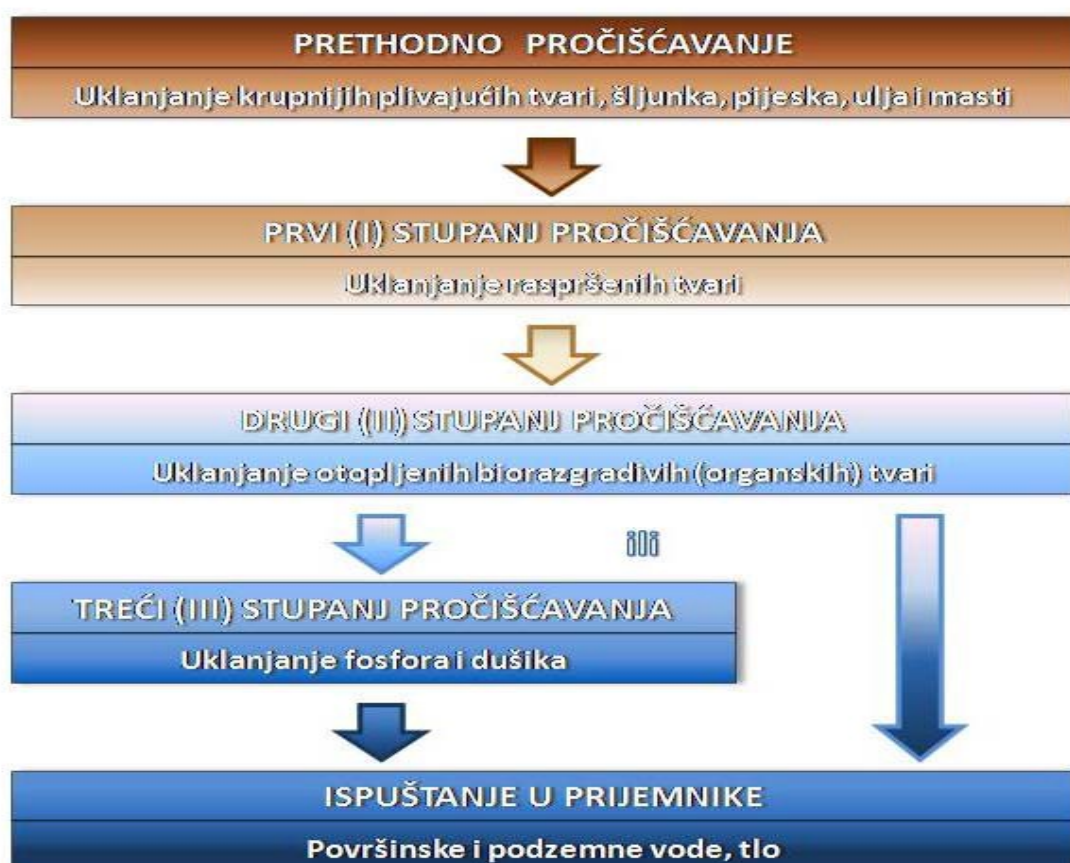 PRETHODNO PROČIŠĆAVANJE
Uklanjanje krupnijih plivajućih tvari, šljunka, pijeska, ulja i masti
PRVI (I) STUPANJ PROČIŠĆAVANJA
Uklanjanje raspršenih tvari
DRUGI (II) STUPANJ PROČIŠĆAVANJA
Uklanjanje otopljenih biorazgradivih (organskih) tvari
TREĆI (III) STUPANJ PROČIŠĆAVANJA
Uklanjanje fosfora i dušika
ISPUŠTANJE U PRIJEMNIKE
Površinske i podzemne vode, tlo